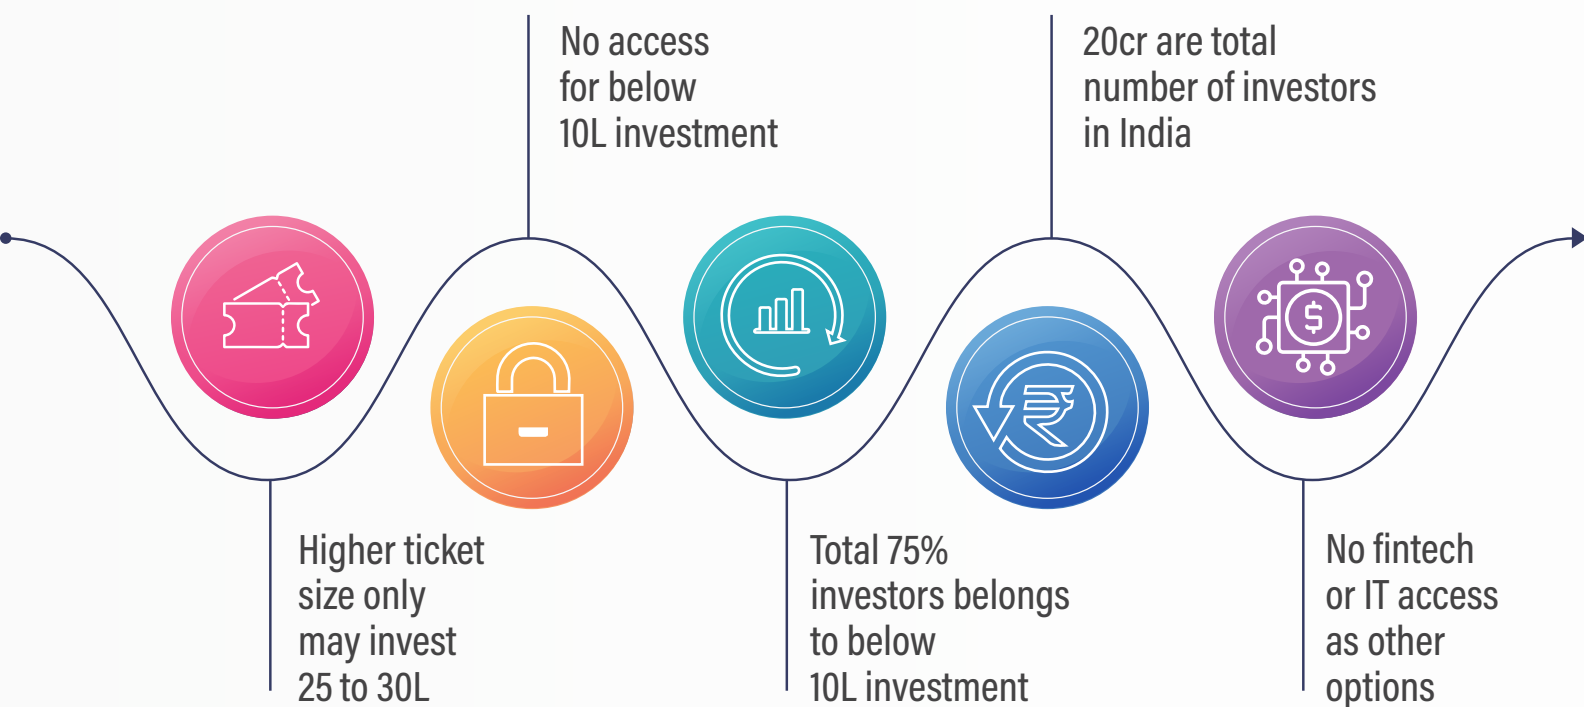 No access
for below
10L investment
20cr are total
number of investors
in India
Higher ticket
size only
may invest
25 to 30L
Total 75%
investors belongs
to below
10L investment
No fintech
or IT access
as other
options